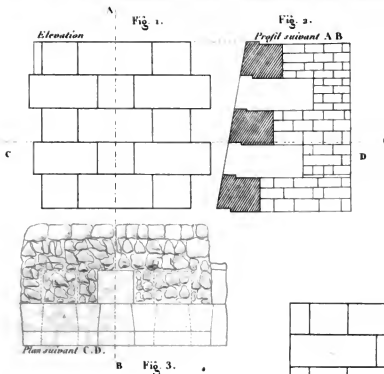 A
Fig. 1.
Elevation
Fig. 2.
Profil suivant A B
C
D
Plan suivant C.D.
B
Fig. 3.